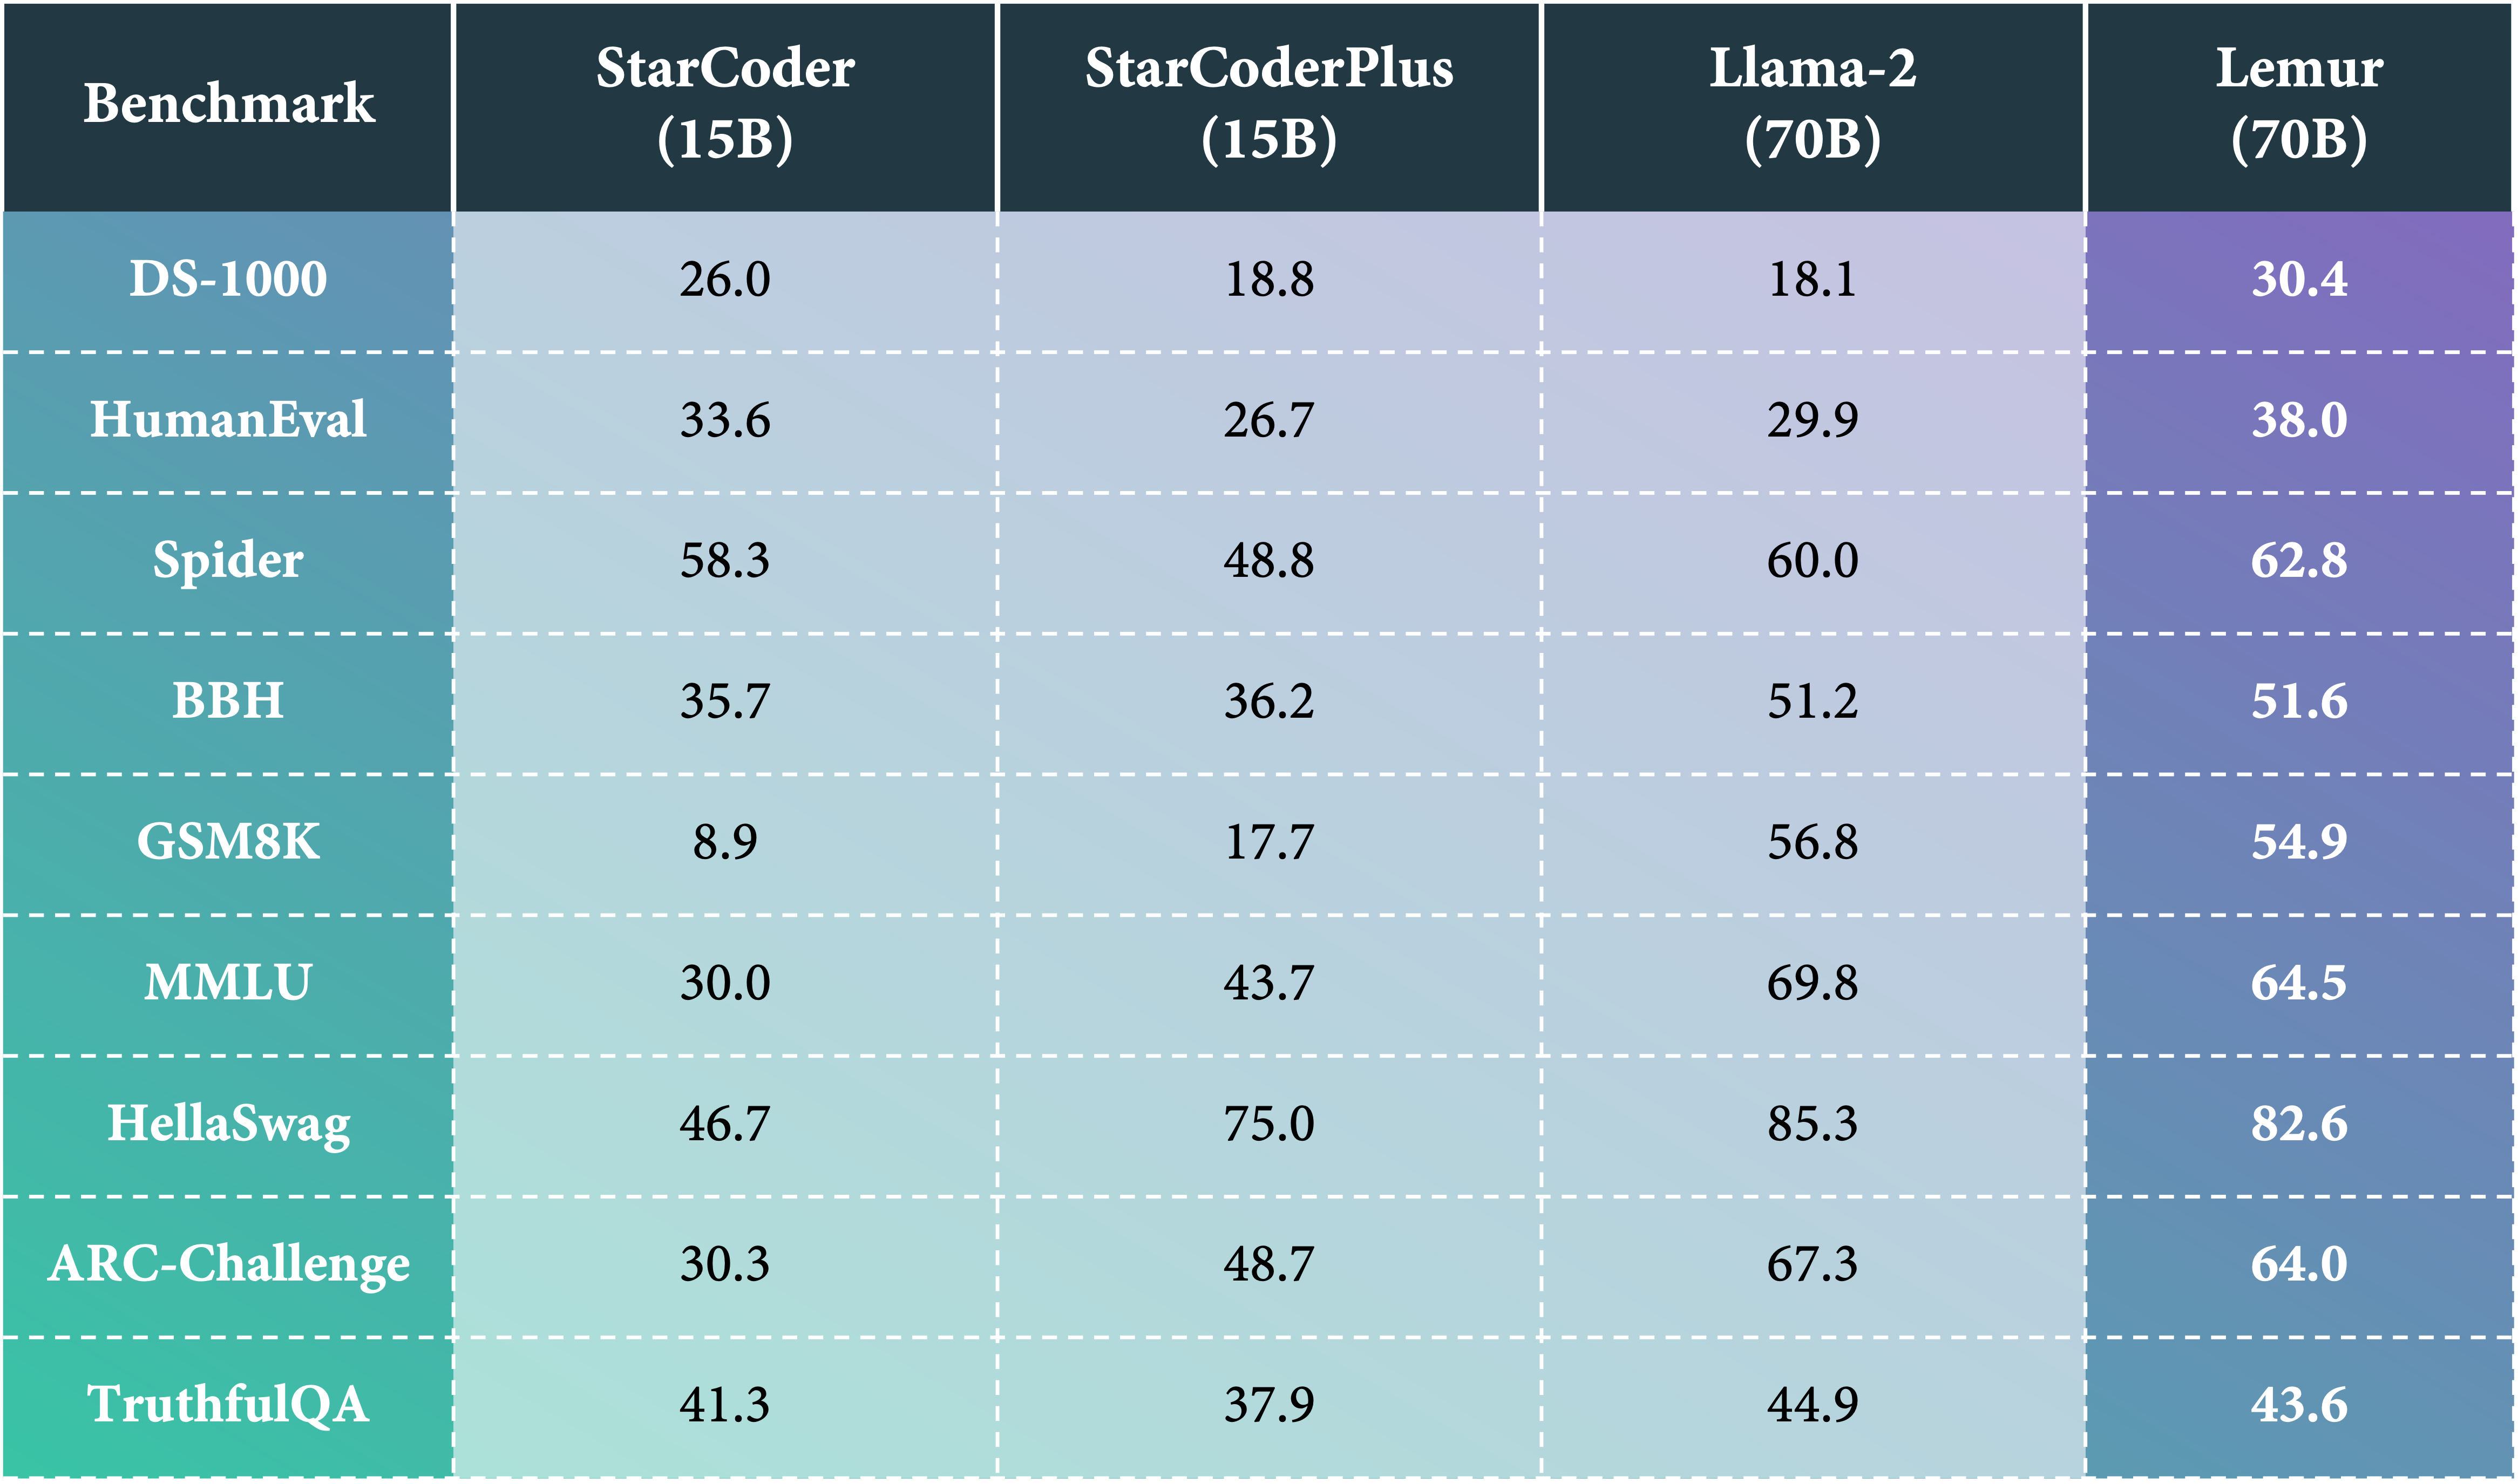 Benchmark StarCoder (15B) StarCoderPlus (15B) Llama-2 (70B) Lemur (70B)
DS-1000 26.0 18.8 18.1 30.4
HumanEval 33.6 26.7 29.9 38.0
Spider 58.3 48.8 60.0 62.8
BBH 35.7 36.2 51.2 51.6
GSM8K 8.9 17.7 56.8 54.9
MMLU 30.0 43.7 69.8 64.5
HellaSwag 46.7 75.0 85.3 82.6
ARC-Challenge 30.3 48.7 67.3 64.0
TruthfulQA 41.3 37.9 44.9 43.6